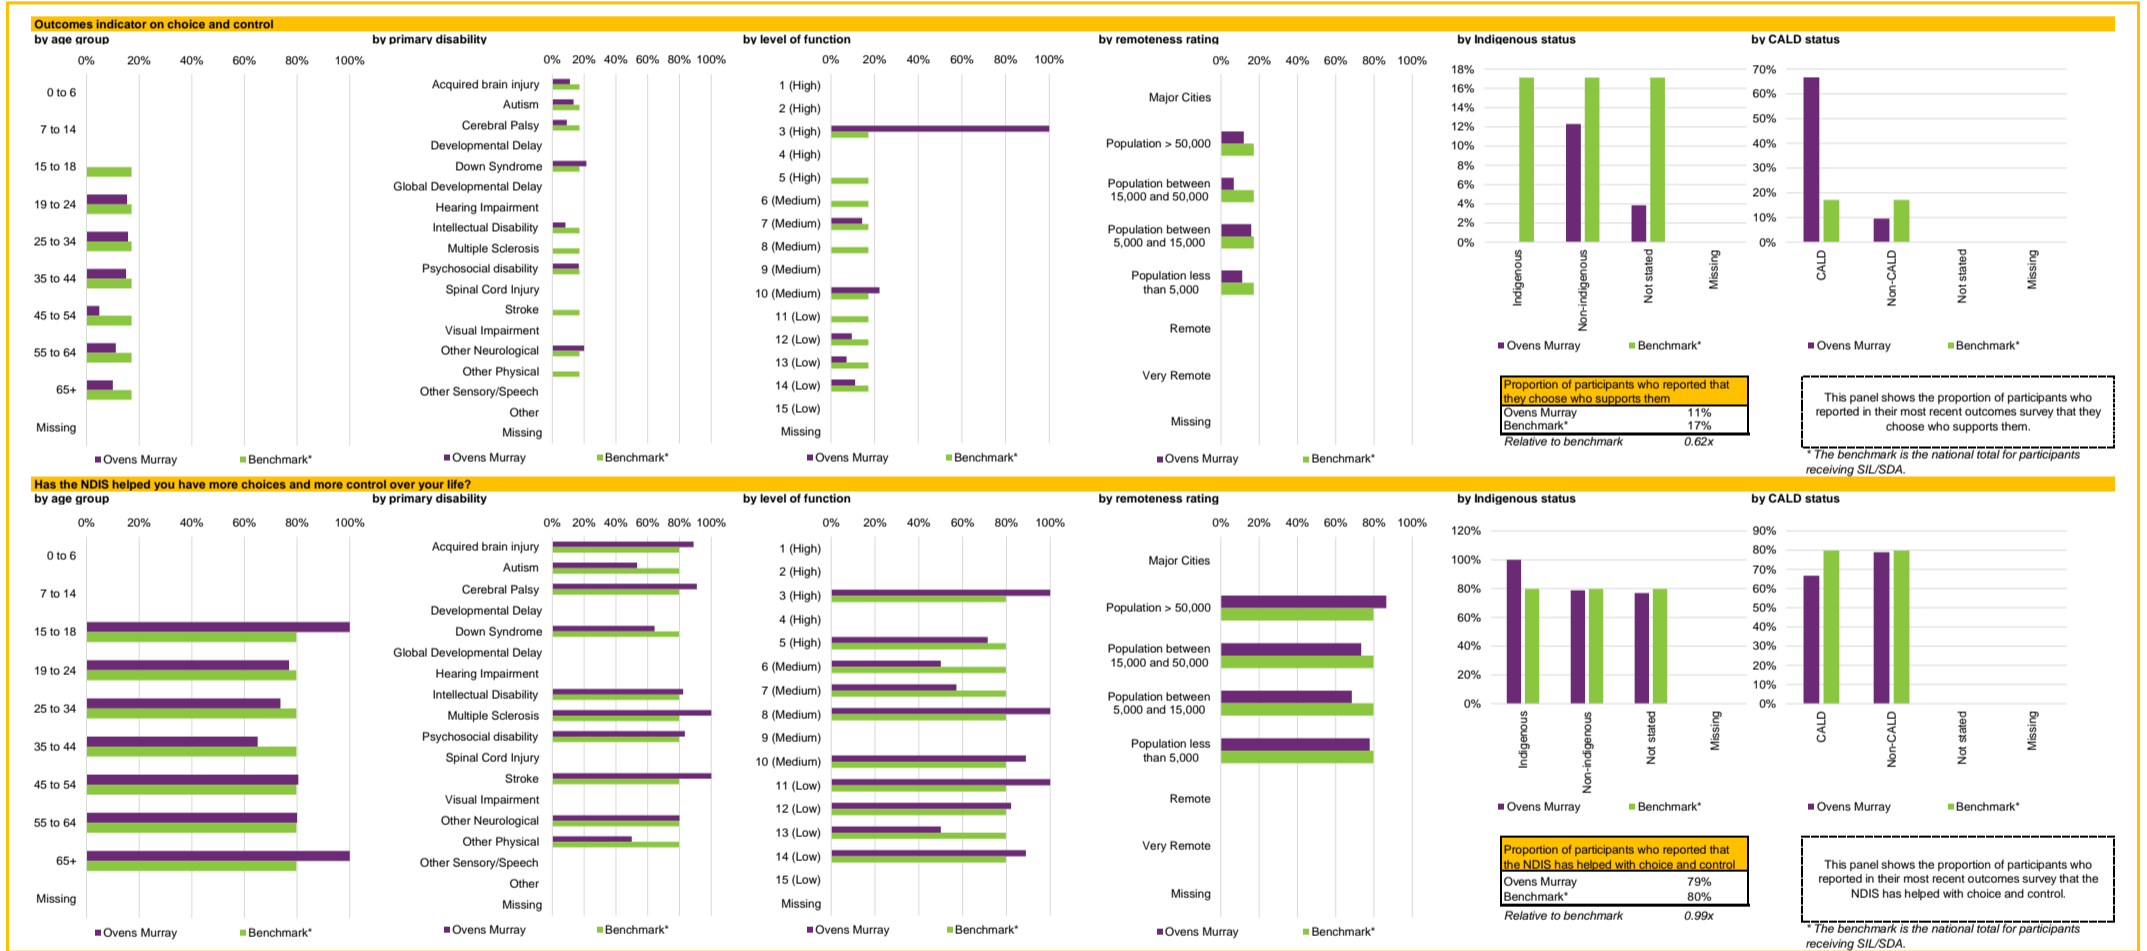 Outcomes indicator on choice and control
by age group
0% 20% 40% 60% 80% 100%
0 to 6
7 to 14
15 to 18
19 to 24
25 to 34
35 to 44
45 to 54
55 to 64
65+
Missing
Ovens Murray Benchmark*
by primary disability
0% 20% 40% 60% 80% 100%
Acquired brain injury
Autism
Cerebral Palsy
Developmental Delay
Down Syndrome
Global Developmental Delay
Hearing Impairment
Intellectual Disability
Multiple Sclerosis
Psychosocial disability
Spinal Cord Injury
Stroke
Visual Impairment
Other Neurological
Other Physical
Other Sensory/Speech
Other
Missing
Ovens Murray Benchmark*
by level of function
0% 20% 40% 60% 80% 100%
1 (High)
2 (High)
3 (High)
4 (High)
5 (High)
6 (Medium)
7 (Medium)
8 (Medium)
9 (Medium)
10 (Medium)
11 (Low)
12 (Low)
13 (Low)
14 (Low)
15 (Low)
Missing
Ovens Murray Benchmark*
by remoteness rating
0% 20% 40% 60% 80% 100%
Major Cities
Population > 50,000
Population between
15,000 and 50,000
Population between
5,000 and 15,000
Population less
than 5,000
Remote
Very Remote
Missing
Ovens Murray Benchmark*
by Indigenous status
18%
16%
14%
12%
10%
8%
6%
4%
2%
0%
Indigenous
Non-indigenous
Not stated
Missing
Ovens Murray Benchmark*
Proportion of participants who reported that
they choose who supports them
Ovens Murray 11%
Benchmark* 17%
Relative to benchmark 0.62x
by CALD status
70%
60%
50%
40%
30%
20%
10%
0%
CALD
Non-CALD
Not stated
Missing
Ovens Murray Benchmark*
This panel shows the proportion of participants who
reported in their most recent outcomes survey that they
choose who supports them.
* The benchmark is the national total for participants
receiving SIL/SDA.
Has the NDIS helped you have more choices and more control over your life?
by age group
0% 20% 40% 60% 80% 100%
0 to 6
7 to 14
15 to 18
19 to 24
25 to 34
35 to 44
45 to 54
55 to 64
65+
Missing
Ovens Murray Benchmark*
by primary disability
0% 20% 40% 60% 80% 100%
Acquired brain injury
Autism
Cerebral Palsy
Developmental Delay
Down Syndrome
Global Developmental Delay
Hearing Impairment
Intellectual Disability
Multiple Sclerosis
Psychosocial disability
Spinal Cord Injury
Stroke
Visual Impairment
Other Neurological
Other Physical
Other Sensory/Speech
Other
Missing
Ovens Murray Benchmark*
by level of function
0% 20% 40% 60% 80% 100%
1 (High)
2 (High)
3 (High)
4 (High)
5 (High)
6 (Medium)
7 (Medium)
8 (Medium)
9 (Medium)
10 (Medium)
11 (Low)
12 (Low)
13 (Low)
14 (Low)
15 (Low)
Missing
Ovens Murray Benchmark*
by remoteness rating
0% 20% 40% 60% 80% 100%
Major Cities
Population > 50,000
Population between
15,000 and 50,000
Population between
5,000 and 15,000
Population less
than 5,000
Remote
Very Remote
Missing
Ovens Murray Benchmark*
by Indigenous status
120%
100%
80%
60%
40%
20%
0%
Indigenous
Non-indigenous
Not stated
Missing
Ovens Murray Benchmark*
Proportion of participants who reported that
the NDIS has helped with choice and control
Ovens Murray 79%
Benchmark* 80%
Relative to benchmark 0.99x
by CALD status
90%
80%
70%
60%
50%
40%
30%
20%
10%
0%
CALD
Non-CALD
Not stated
Missing
Ovens Murray Benchmark*
This panel shows the proportion of participants who
reported in their most recent outcomes survey that the
NDIS has helped with choice and control.
* The benchmark is the national total for participants
receiving SIL/SDA.